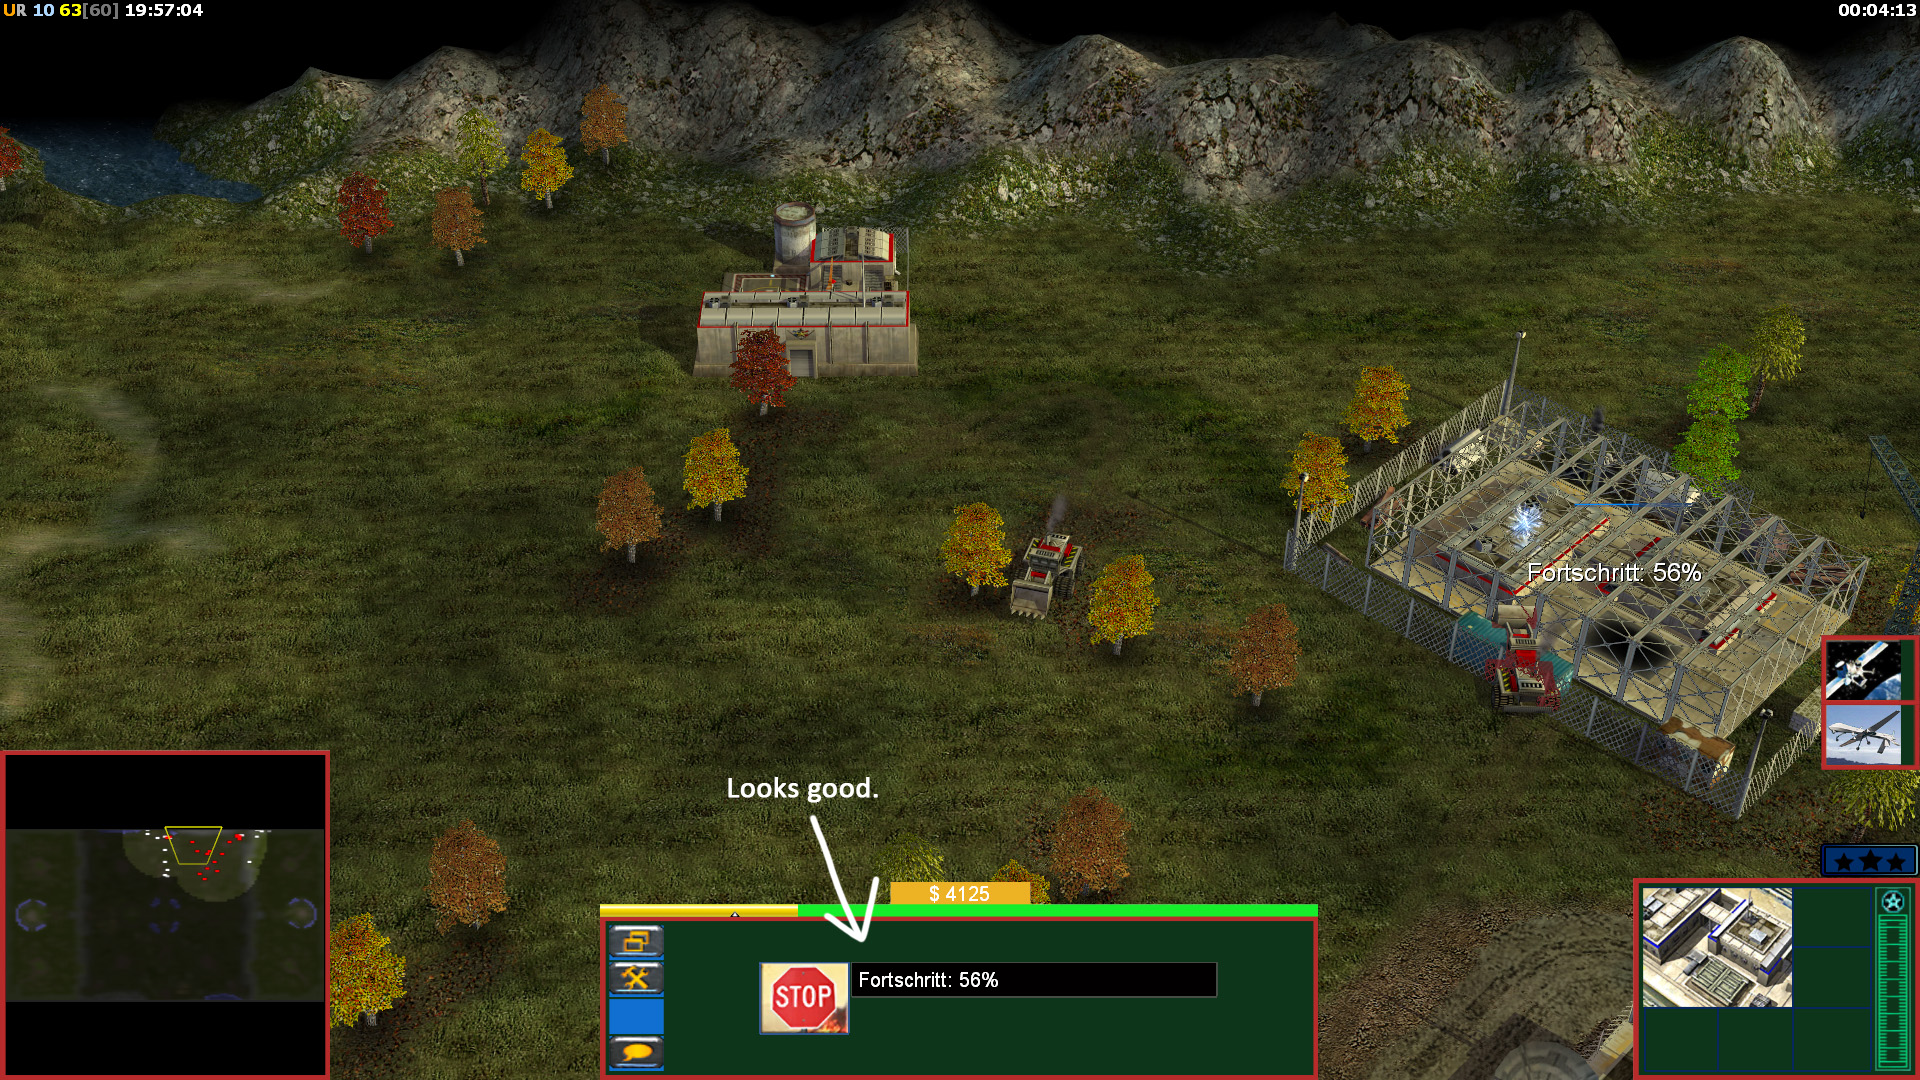 UR 10 63[60] 19:57:04
00:04:13
Fortschritt: 56%
Looks good.
$ 4125
STOP
Fortschritt: 56%